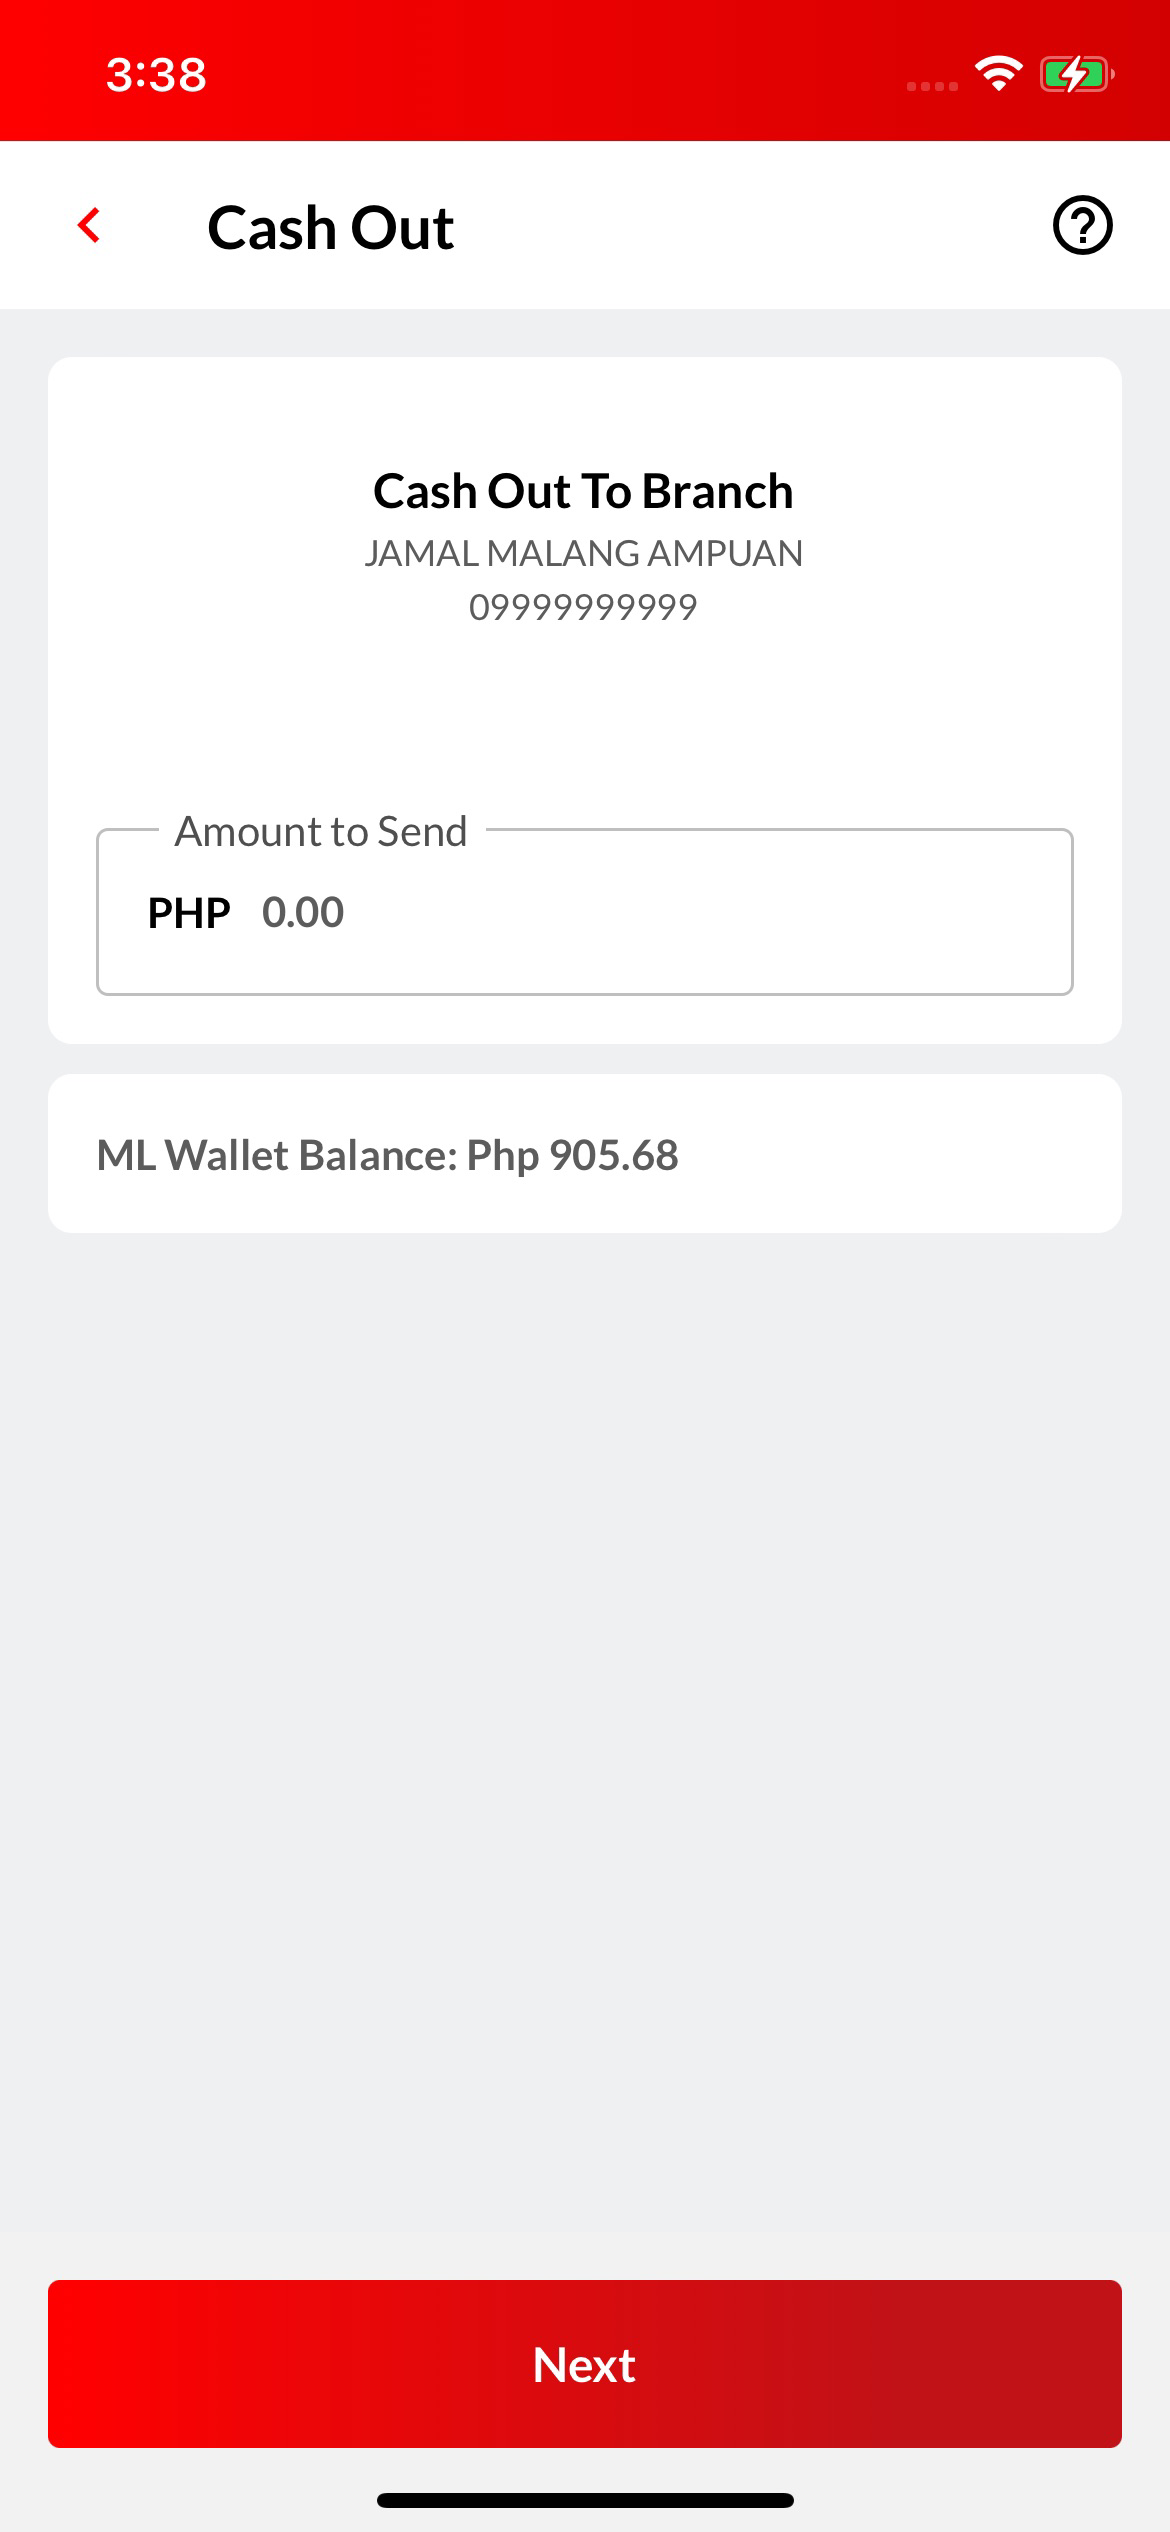 3:38
Cash Out
Cash Out To Branch
JAMAL MALANG AMPUAN
09999999999
Amount to Send
PHP 0.00
ML Wallet Balance: Php 905.68
Next